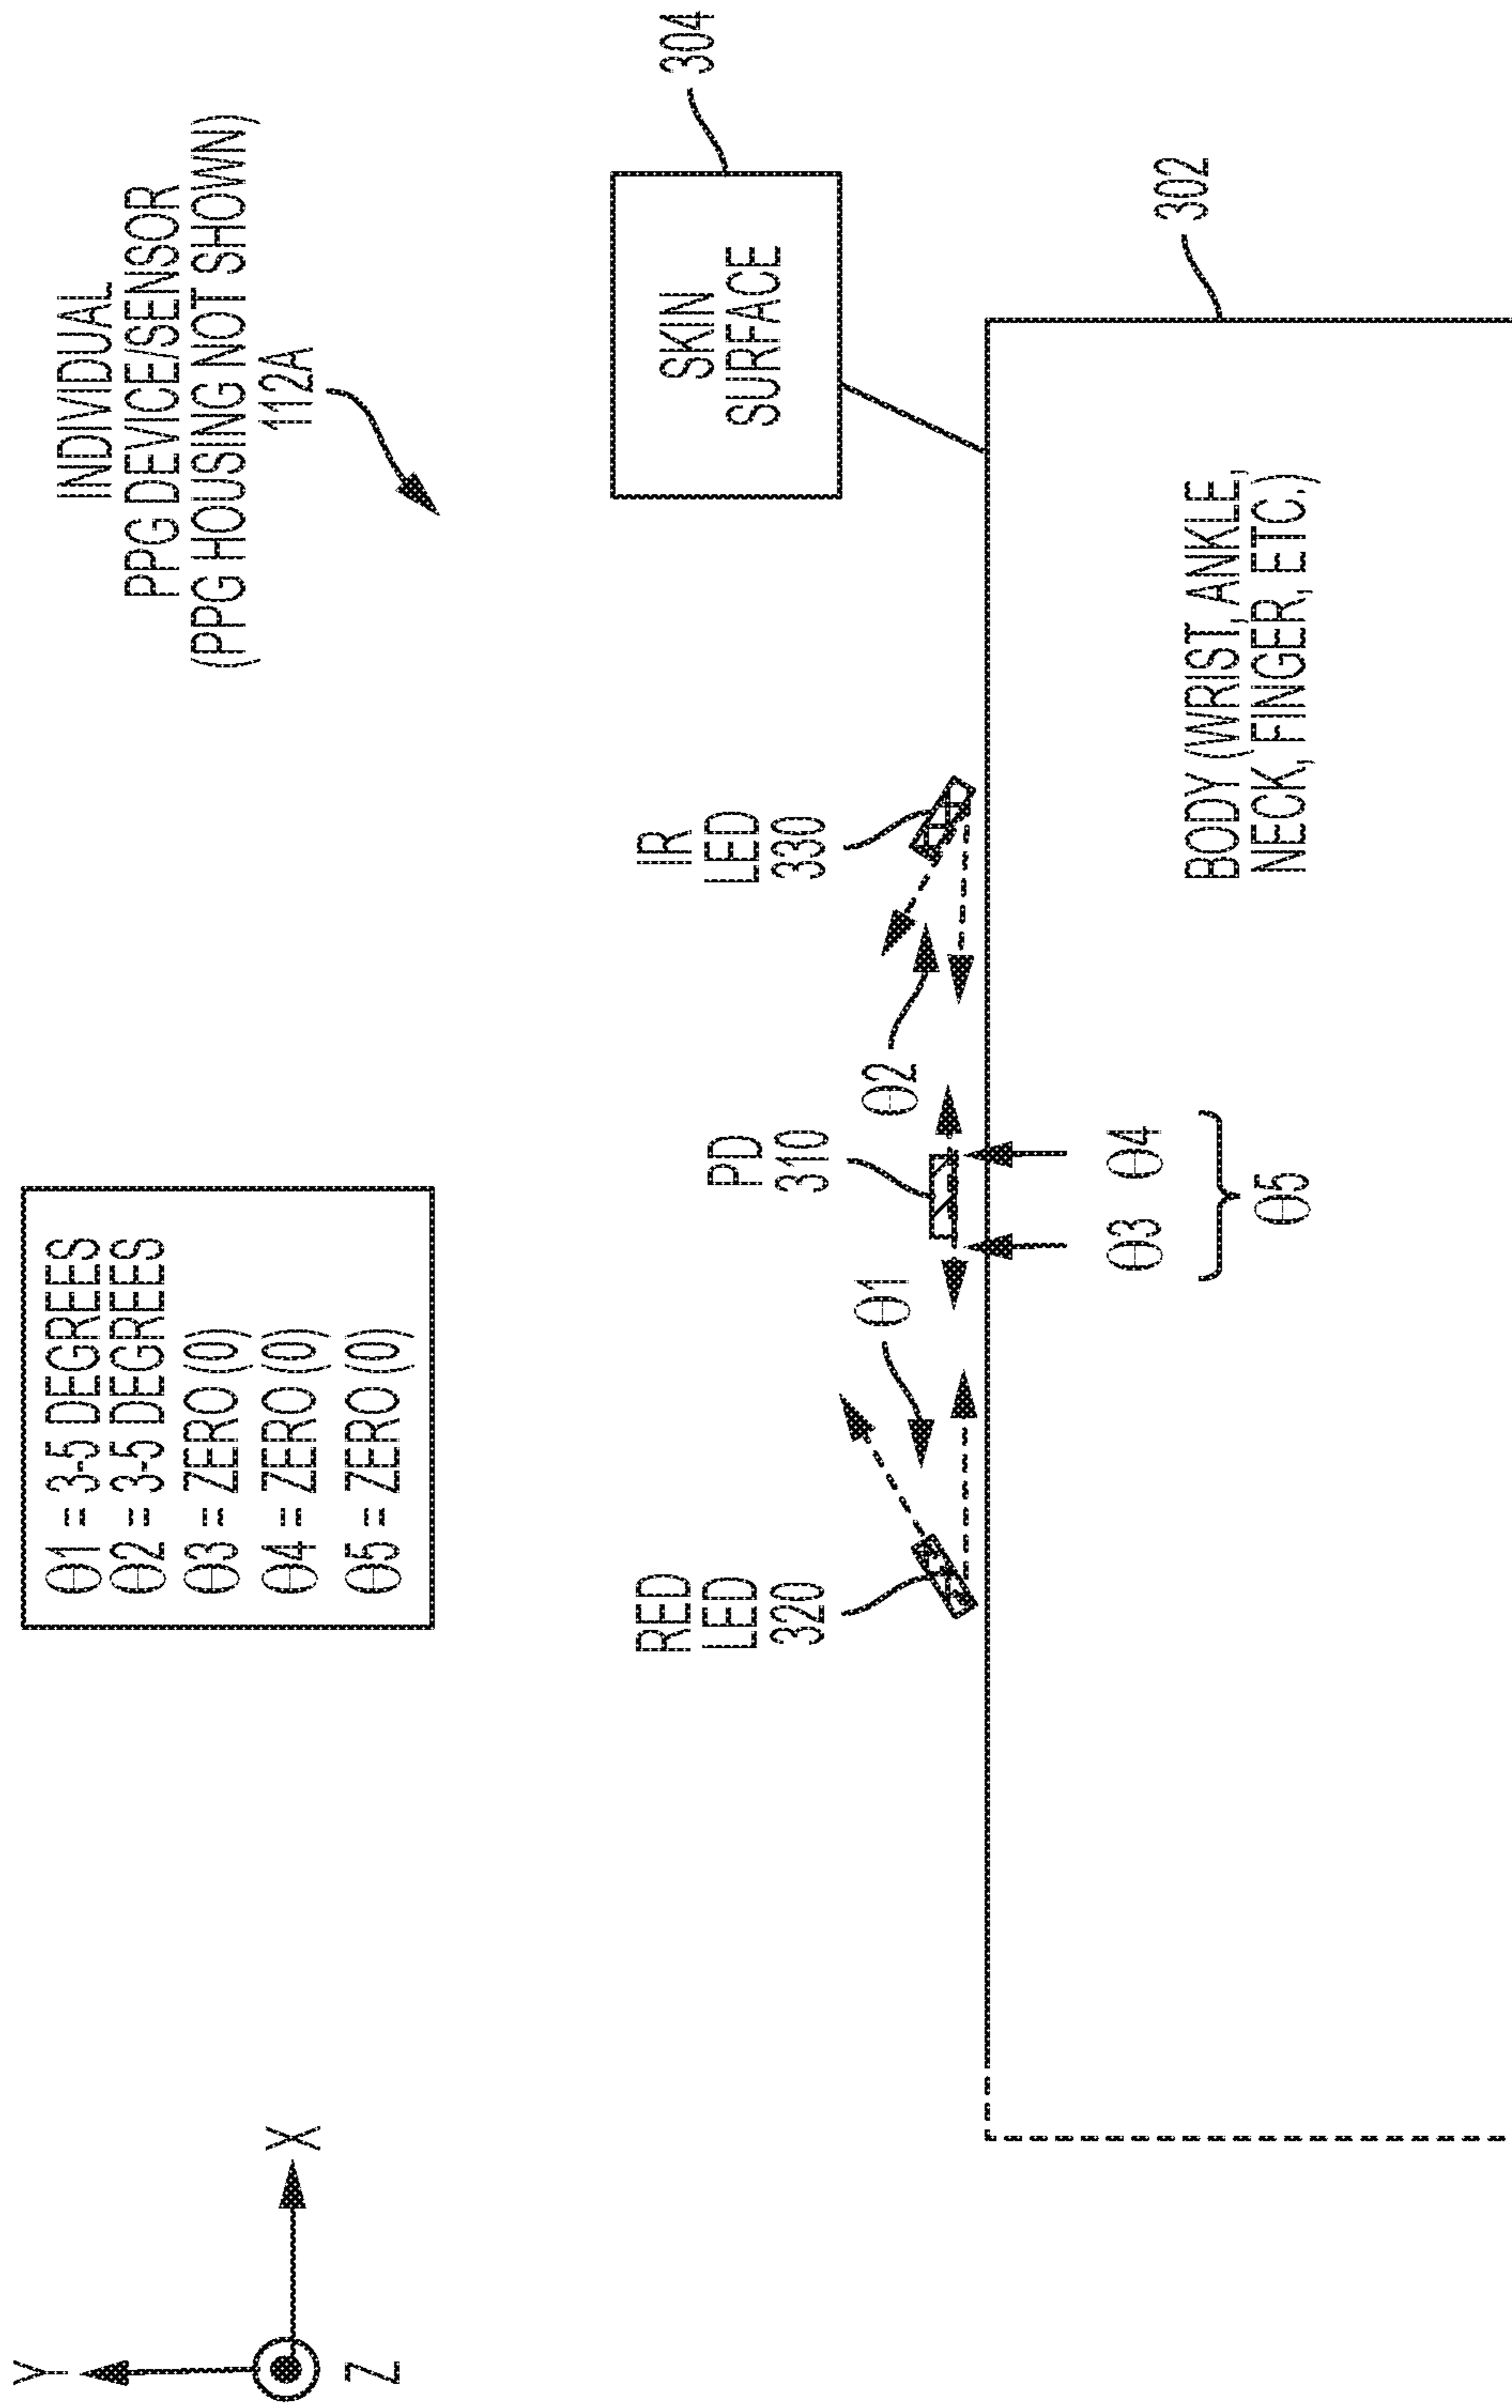 Y
X
Z
Θ1 = 3-5 DEGREES
Θ2 = 3-5 DEGREES
Θ3 = ZERO (0)
Θ4 = ZERO (0)
Θ5 = ZERO (0)
INDIVIDUAL
PPG DEVICE/SENSOR
(PPG HOUSING NOT SHOWN)
112A
RED
LED
320
Θ1
PD
310
Θ2
IR
LED
330
SKIN
SURFACE
304
Θ3
Θ4
Θ5
BODY (WRIST, ANKLE,
NECK, FINGER, ETC.)
302